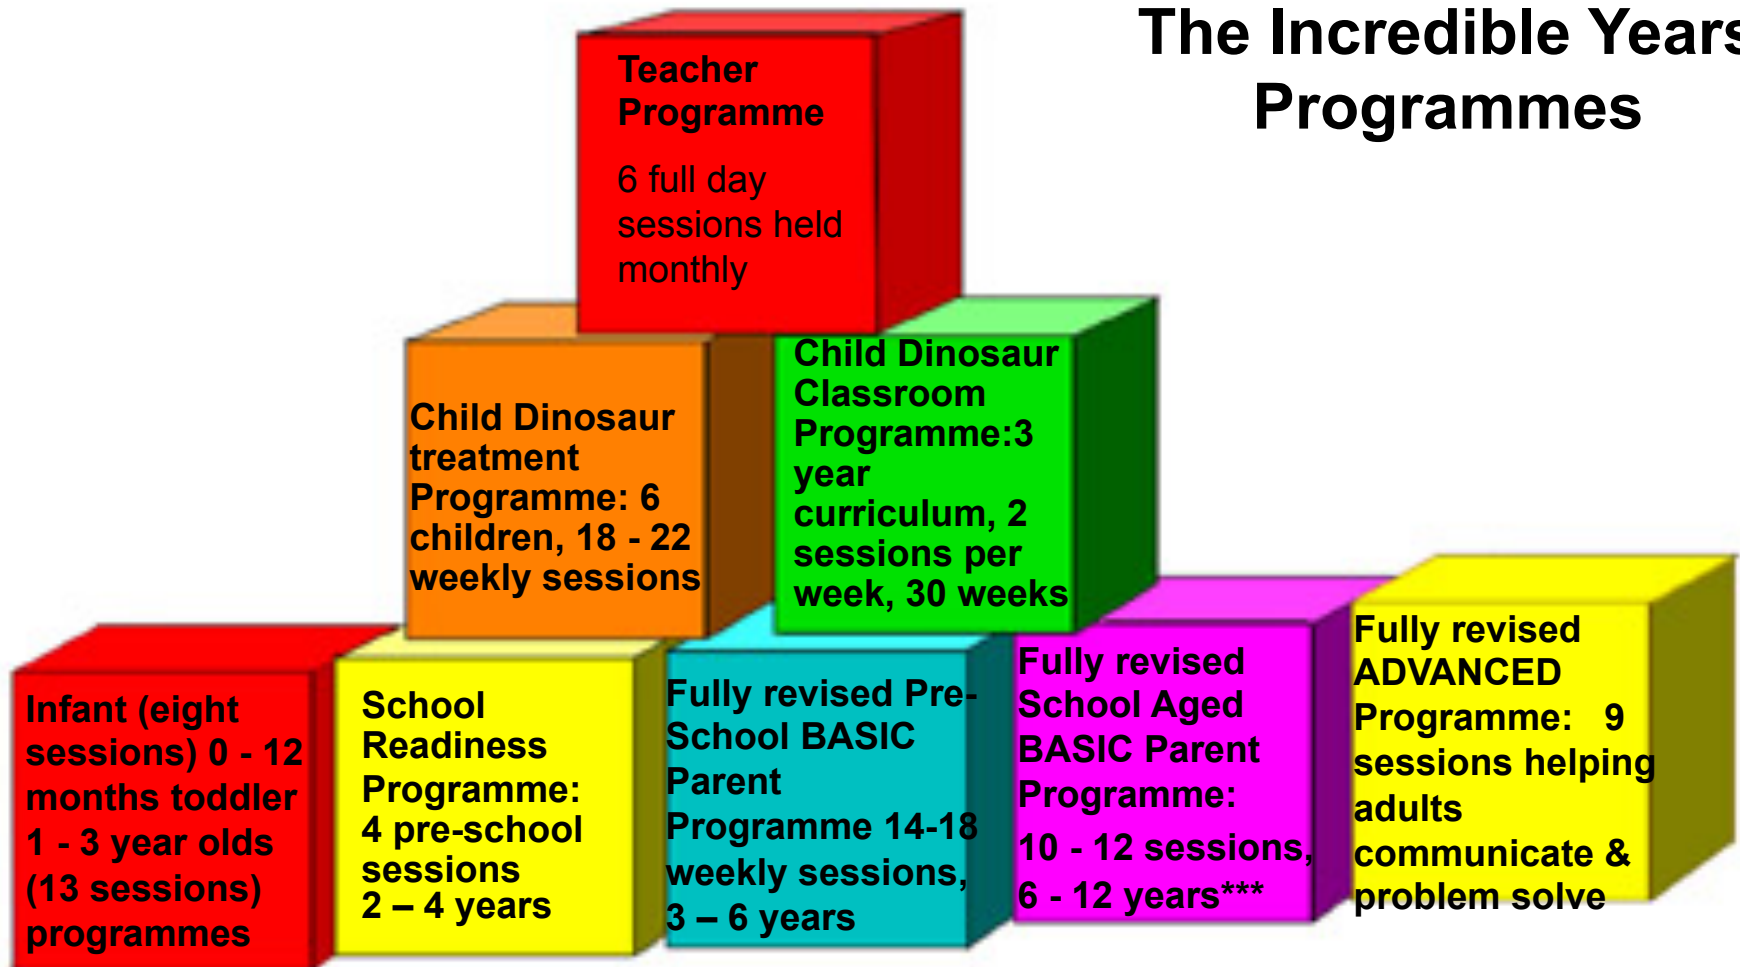 The Incredible Years
Programmes
Teacher
Programme
6 full day
sessions held
monthly
Child Dinosaur
treatment
Programme: 6
children, 18 - 22
weekly sessions
Child Dinosaur
Classroom
Programme:3
year
curriculum, 2
sessions per
week, 30 weeks
Infant (eight
sessions) 0 - 12
months toddler
1 - 3 year olds
(13 sessions)
programmes
School
Readiness
Programme:
4 pre-school
sessions
2 – 4 years
Fully revised Pre-
School BASIC
Parent
Programme 14-18
weekly sessions,
3 – 6 years
Fully revised
School Aged
BASIC Parent
Programme:
10 - 12 sessions,
6 - 12 years***
Fully revised
ADVANCED
Programme: 9
sessions helping
adults
communicate &
problem solve